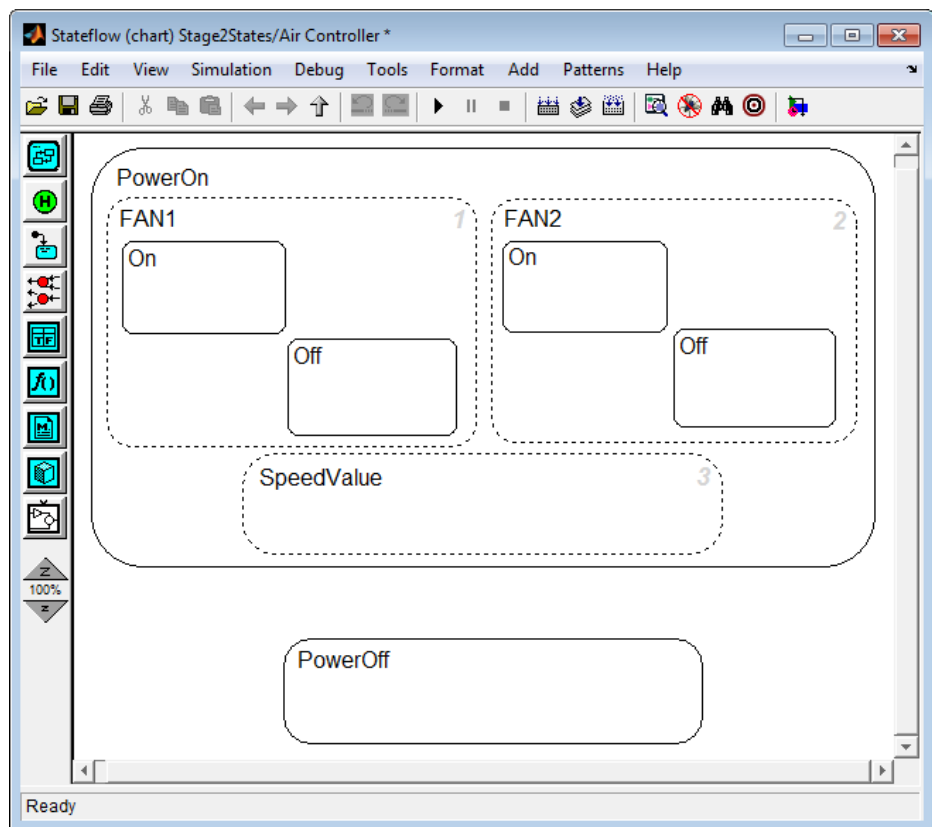 Stateflow (chart) Stage2States/Air Controller *
File Edit View Simulation Debug Tools Format Add Patterns Help
PowerOn
FAN1 1 FAN2 2
On On
Off Off
SpeedValue 3
PowerOff
H
TF
f()
M
Z
100%
z
Ready